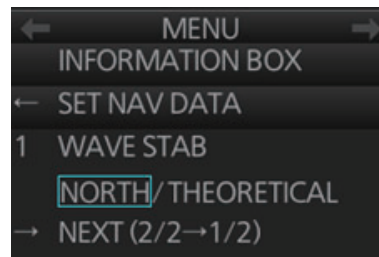 ← MENU →
INFORMATION BOX
← SET NAV DATA
1 WAVE STAB
NORTH/THEORETICAL
→ NEXT (2/2→1/2)